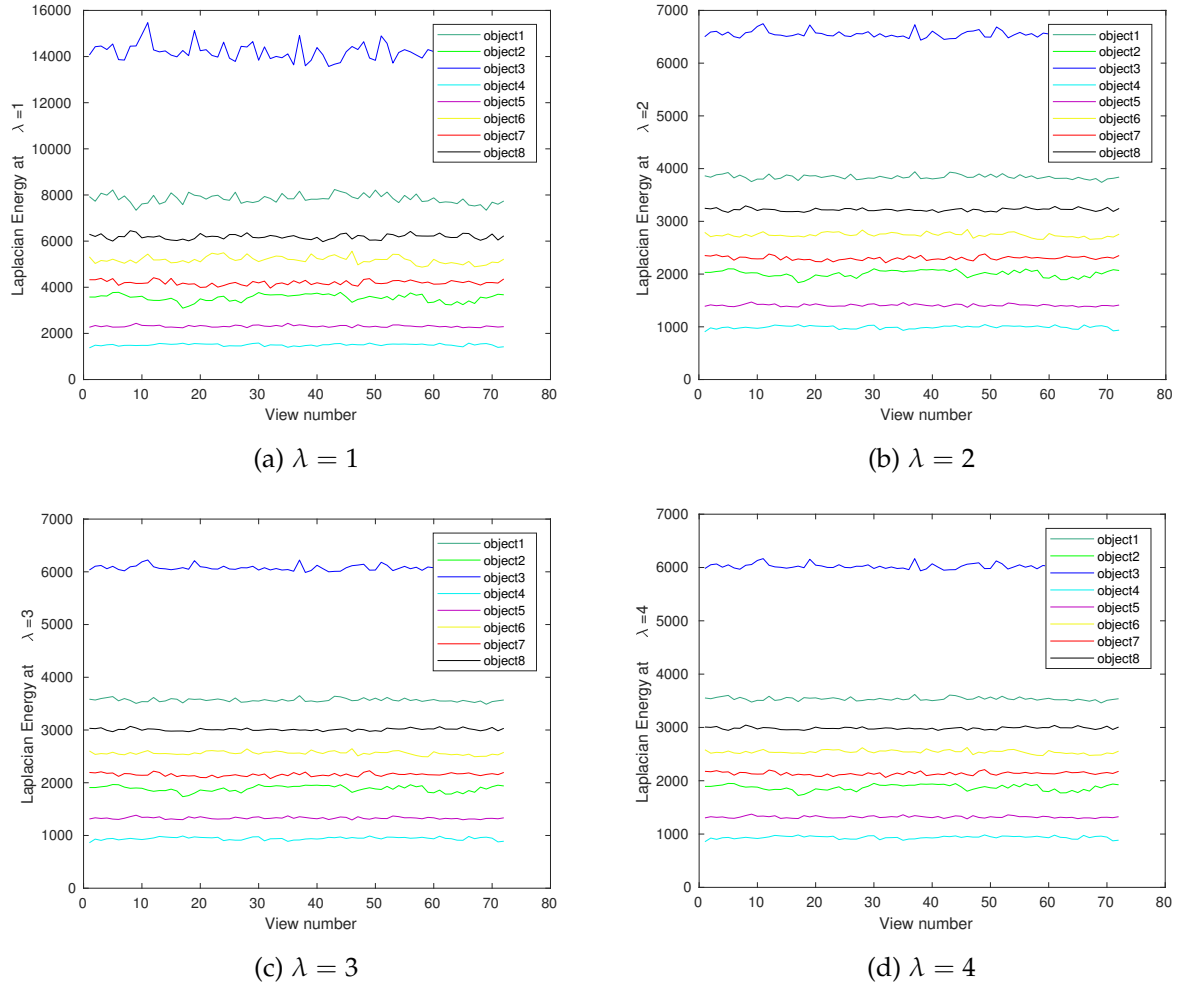 16000
14000
12000
10000
8000
6000
4000
2000
0
Laplacian Energy at λ =1
0 10 20 30 40 50 60 70 80
View number
object1
object2
object3
object4
object5
object6
object7
object8
(a) λ = 1
7000
6000
5000
4000
3000
2000
1000
0
Laplacian Energy at λ =2
0 10 20 30 40 50 60 70 80
View number
object1
object2
object3
object4
object5
object6
object7
object8
(b) λ = 2
7000
6000
5000
4000
3000
2000
1000
0
Laplacian Energy at λ =3
0 10 20 30 40 50 60 70 80
View number
object1
object2
object3
object4
object5
object6
object7
object8
(c) λ = 3
7000
6000
5000
4000
3000
2000
1000
0
Laplacian Energy at λ =4
0 10 20 30 40 50 60 70 80
View number
object1
object2
object3
object4
object5
object6
object7
object8
(d) λ = 4